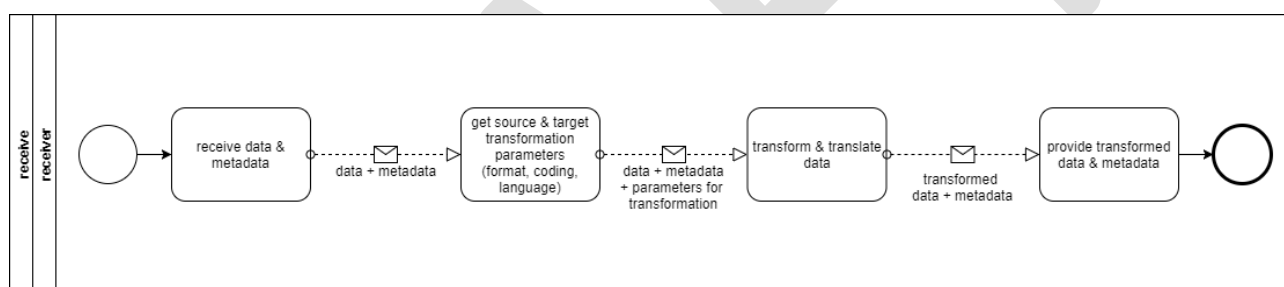 receive
receiver
receive data &
metadata
data + metadata
get source & target
transformation
parameters
(format, coding,
language)
data + metadata
+ parameters for
transformation
transform & translate
data
transformed
data + metadata
provide transformed
data & metadata